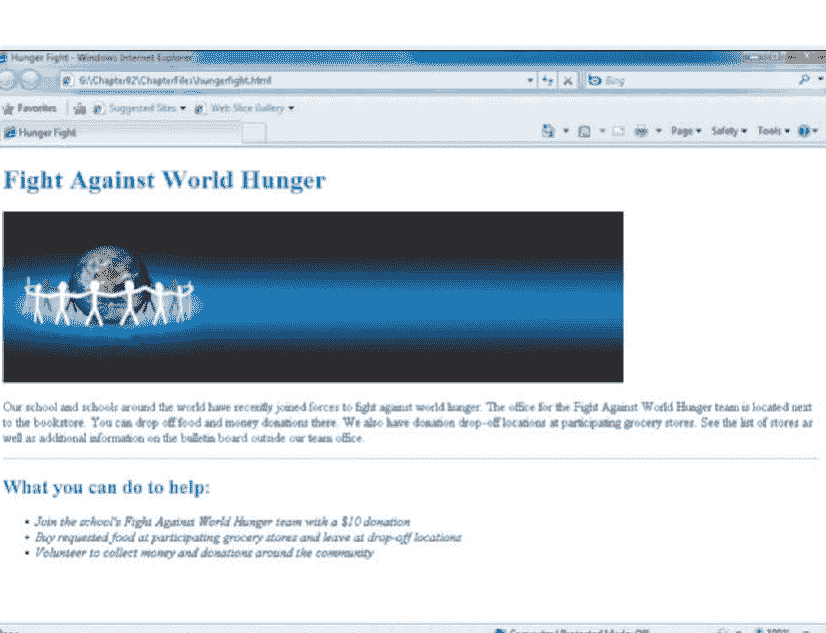 Hunger Fight - Windows Internet Explorer
G:\Chapter02\ChapterFiles\hungerfight.html
Bing
Favorites Suggested Sites Web Slice Gallery
Hunger Fight
Page Safety Tools
Fight Against World Hunger
Our school and schools around the world have recently joined forces to fight against world hunger. The office for the Fight Against World Hunger team is located next
to the bookstore. You can drop off food and money donations there. We also have donation drop-off locations at participating grocery stores. See the list of stores as
well as additional information on the bulletin board outside our team office.
What you can do to help:
• Join the school's Fight Against World Hunger team with a $10 donation
• Buy requested food at participating grocery stores and leave at drop-off locations
• Volunteer to collect money and donations around the community